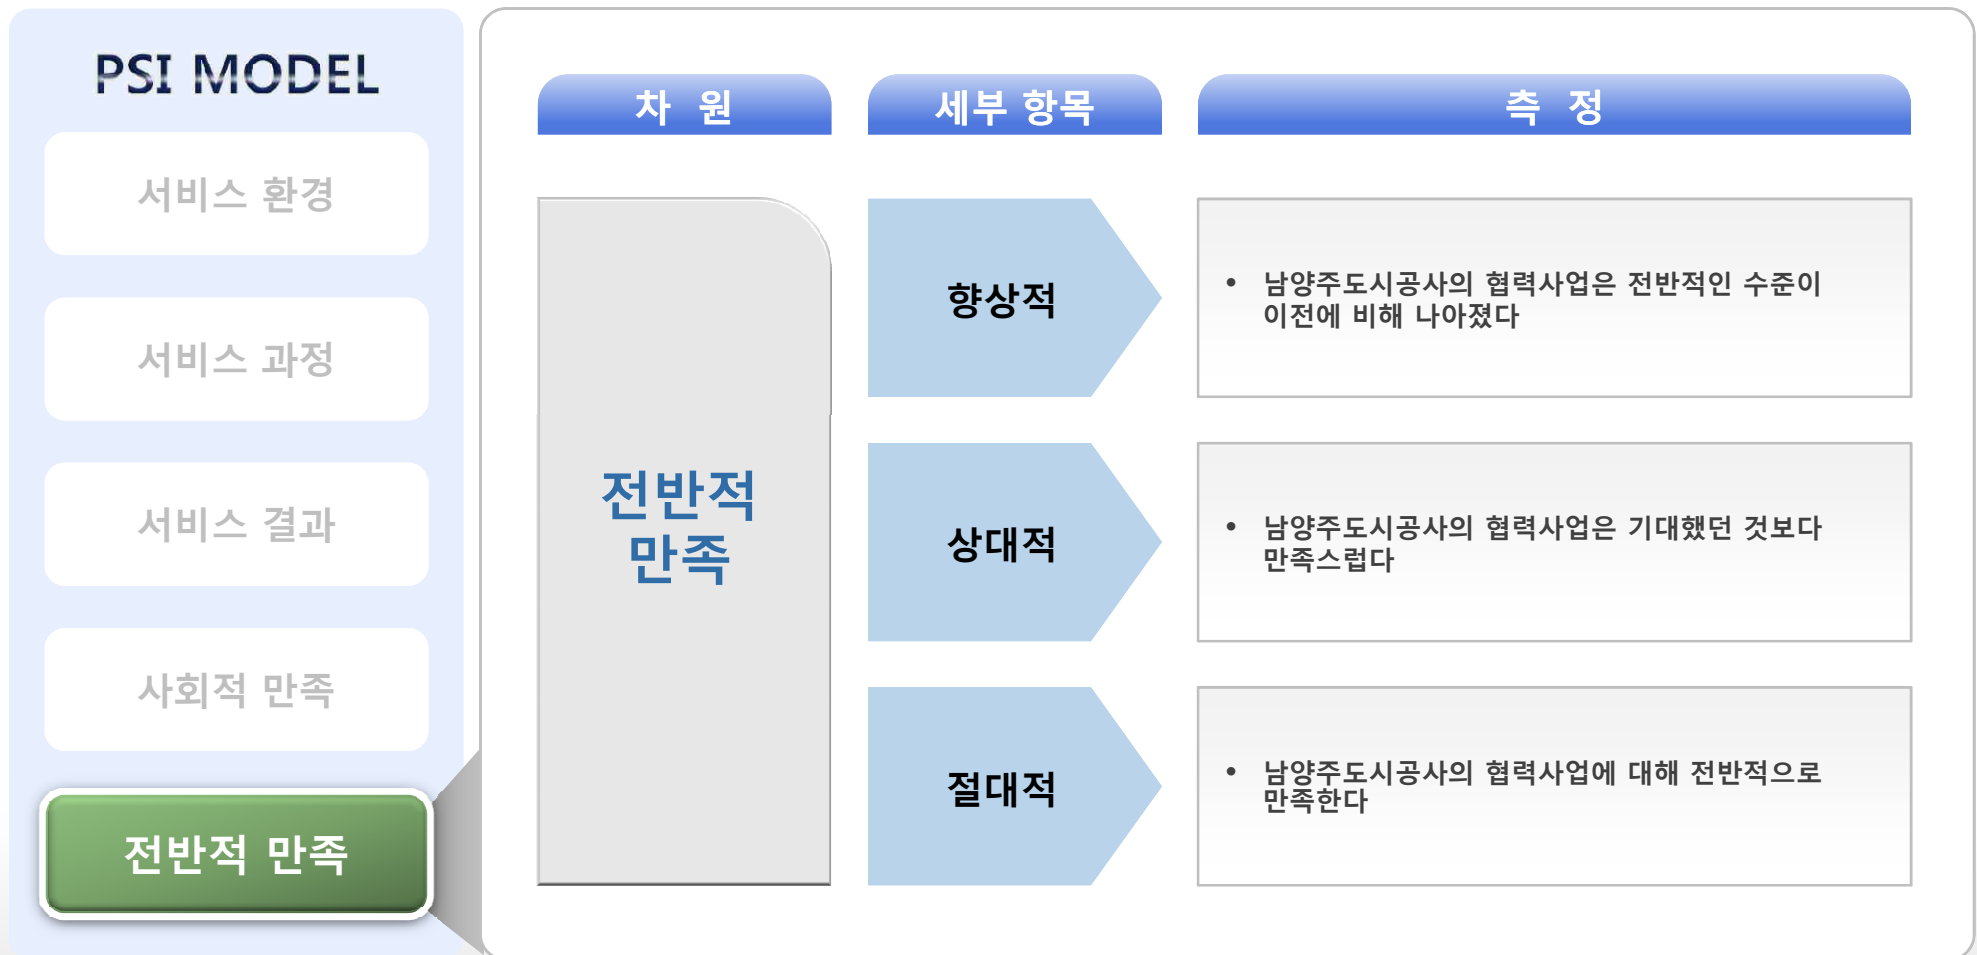 PSI MODEL
서비스 환경
서비스 과정
서비스 결과
사회적 만족
전반적 만족
차 원
세부 항목
측 정
전반적
만족
향상적
• 남양주도시공사의 협력사업은 전반적인 수준이
이전에 비해 나아졌다
상대적
• 남양주도시공사의 협력사업은 기대했던 것보다
만족스럽다
절대적
• 남양주도시공사의 협력사업에 대해 전반적으로
만족한다